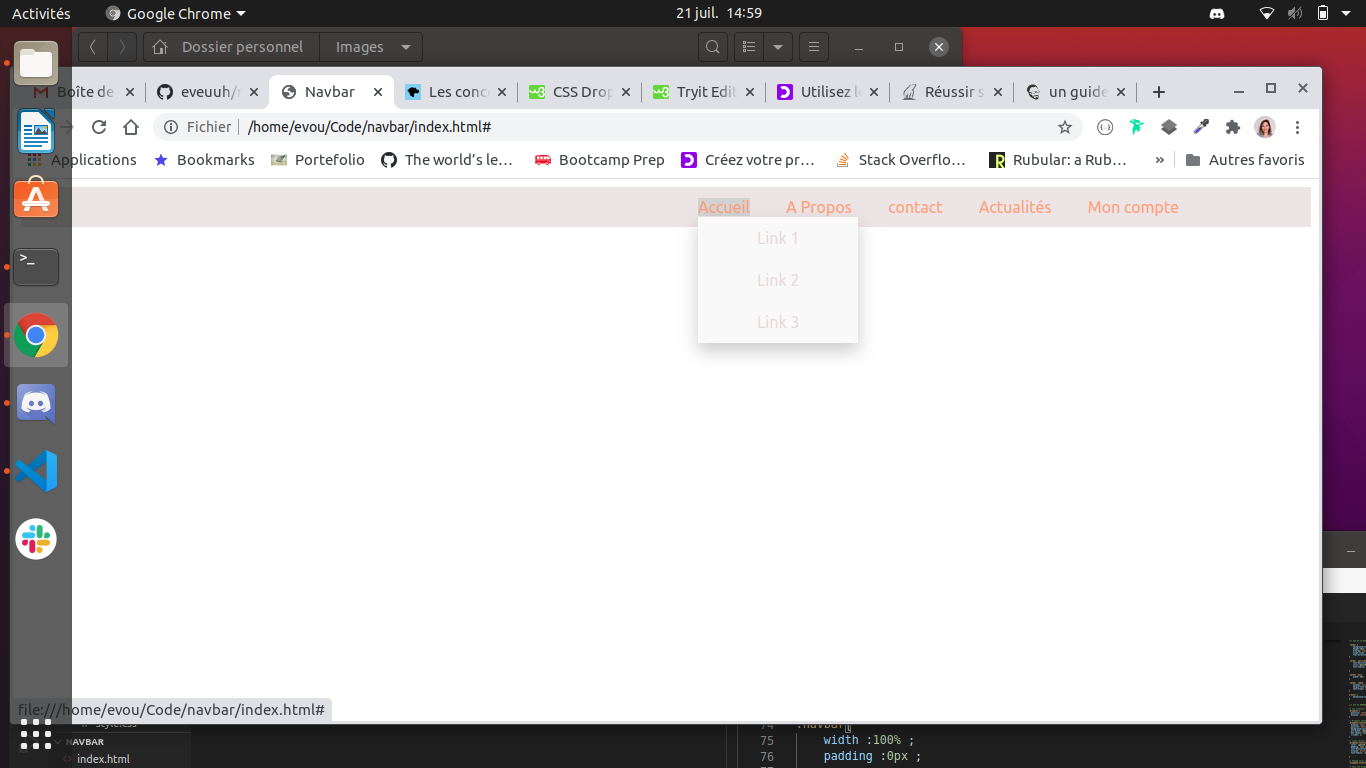 Activités
Google Chrome
21 juil. 14:59
Dossier personnel
Images
Boîte de
eveuuh/
Navbar
Les conc
CSS Drop
Tryit Edit
Utilisez l
Réussir s
un guide
Fichier
/home/evou/Code/navbar/index.html#
Applications
Bookmarks
Portefolio
The world's le…
Bootcamp Prep
Créez votre pr…
Stack Overflo…
Rubular: a Rub…
»
Autres favoris
Accueil
A Propos
contact
Actualités
Mon compte
Link 1
Link 2
Link 3
>_
file:///home/evou/Code/navbar/index.html#
NAVBAR
index.html
75 width :100% ;
76 padding :0px ;